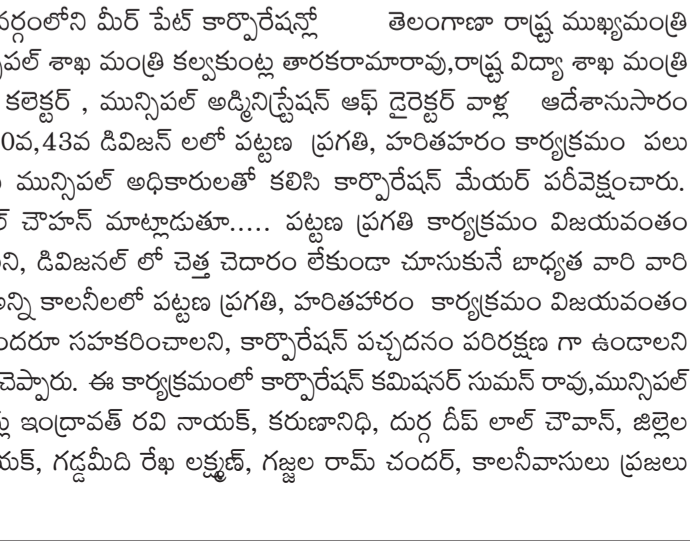 వర్గంలోని మీర్ పేట్ కార్పొరేషన్లో తెలంగాణా రాష్ట్ర ముఖ్యమంత్రి
పల్ శాఖ మంత్రి కల్వకుంట్ల తారకరామారావు,రాష్ట్ర విద్యా శాఖ మంత్రి
కలెక్టర్ , మున్సిపల్ అడ్మినిస్ట్రేషన్ ఆఫ్ డైరెక్టర్ వాళ్ల ఆదేశానుసారం
0వ,43వ డివిజన్ లలో పట్టణ ప్రగతి, హరితహరం కార్యక్రమం పలు
మున్సిపల్ అధికారులతో కలిసి కార్పొరేషన్ మేయర్ పరీవెక్షంచారు.
ల్ చౌహన్ మాట్లాడుతూ..... పట్టణ ప్రగతి కార్యక్రమం విజయవంతం
ని, డివిజనల్ లో చెత్త చెదారం లేకుండా చూసుకునే బాధ్యత వారి వారి
అన్ని కాలనీలలో పట్టణ ప్రగతి, హరితహారం కార్యక్రమం విజయవంతం
ందరూ సహకరించాలని, కార్పొరేషన్ పచ్చదనం పరిరక్షణ గా ఉండాలని
చెప్పారు. ఈ కార్యక్రమంలో కార్పొరేషన్ కమిషనర్ సుమన్ రావు,మున్సిపల్
ఇంద్రావత్ రవి నాయక్, కరుణానిధి, దుర్గ దీప్ లాల్ చౌవాన్, జిల్లెల
యక్, గడ్డమీది రేఖ లక్ష్మణ్, గజ్జల రామ్ చందర్, కాలనీవాసులు ప్రజలు